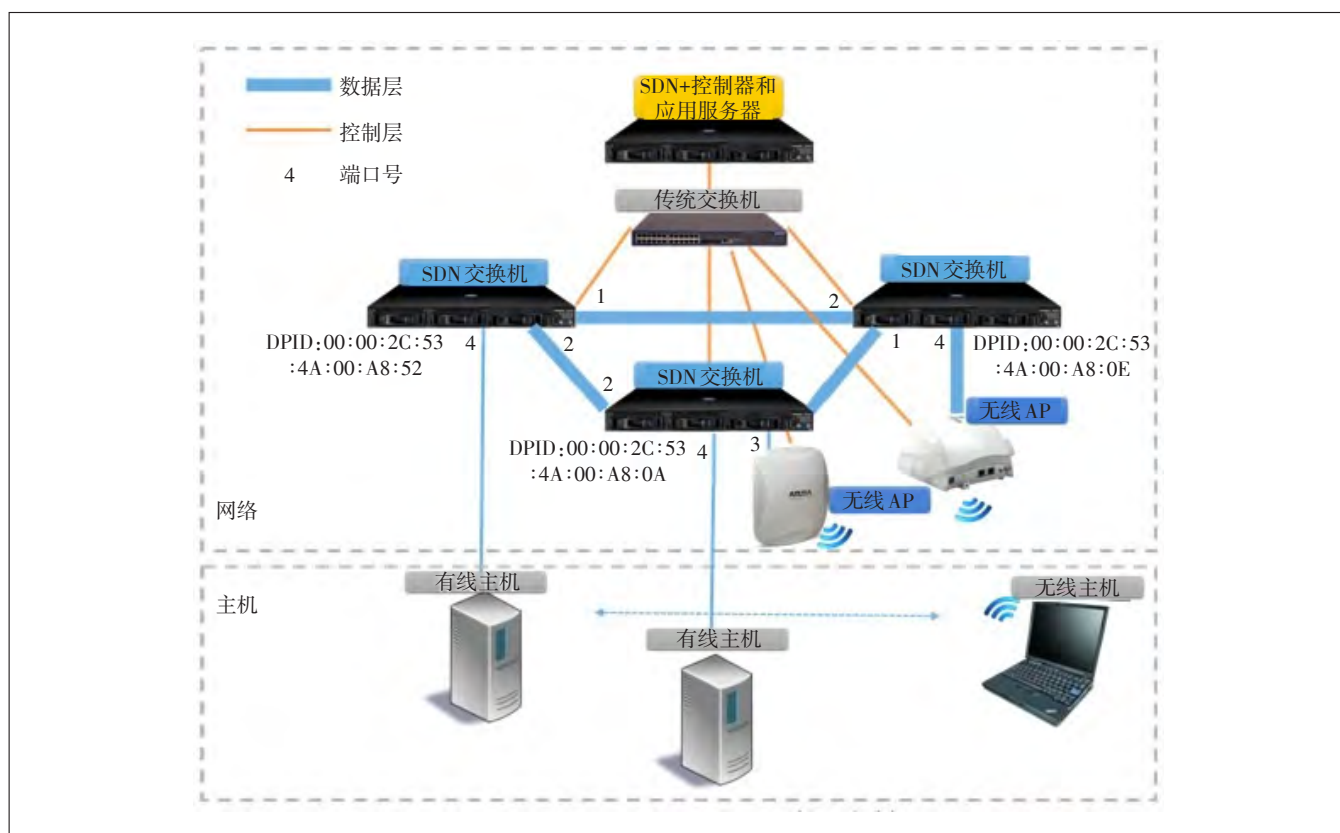 数据层
控制层
4 端口号
SDN+控制器和
应用服务器
传统交换机
SDN交换机
SDN交换机
1
2
DPID:00:00:2C:53
:4A:00:A8:52
4
2
1
4
DPID:00:00:2C:53
:4A:00:A8:0E
2
SDN交换机
无线AP
DPID:00:00:2C:53
:4A:00:A8:0A
4
3
无线AP
网络
主机
有线主机
无线主机
有线主机